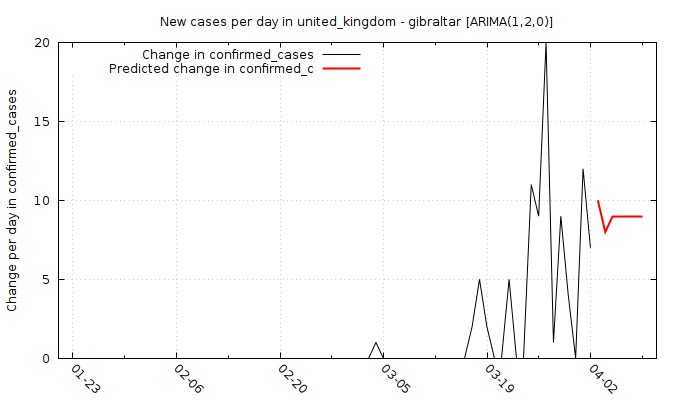 New cases per day in united_kingdom - gibraltar [ARIMA(1,2,0)]
Change in confirmed_cases
Predicted change in confirmed_c
Change per day in confirmed_cases
20
15
10
5
0
01-23
02-06
02-20
03-05
03-19
04-02